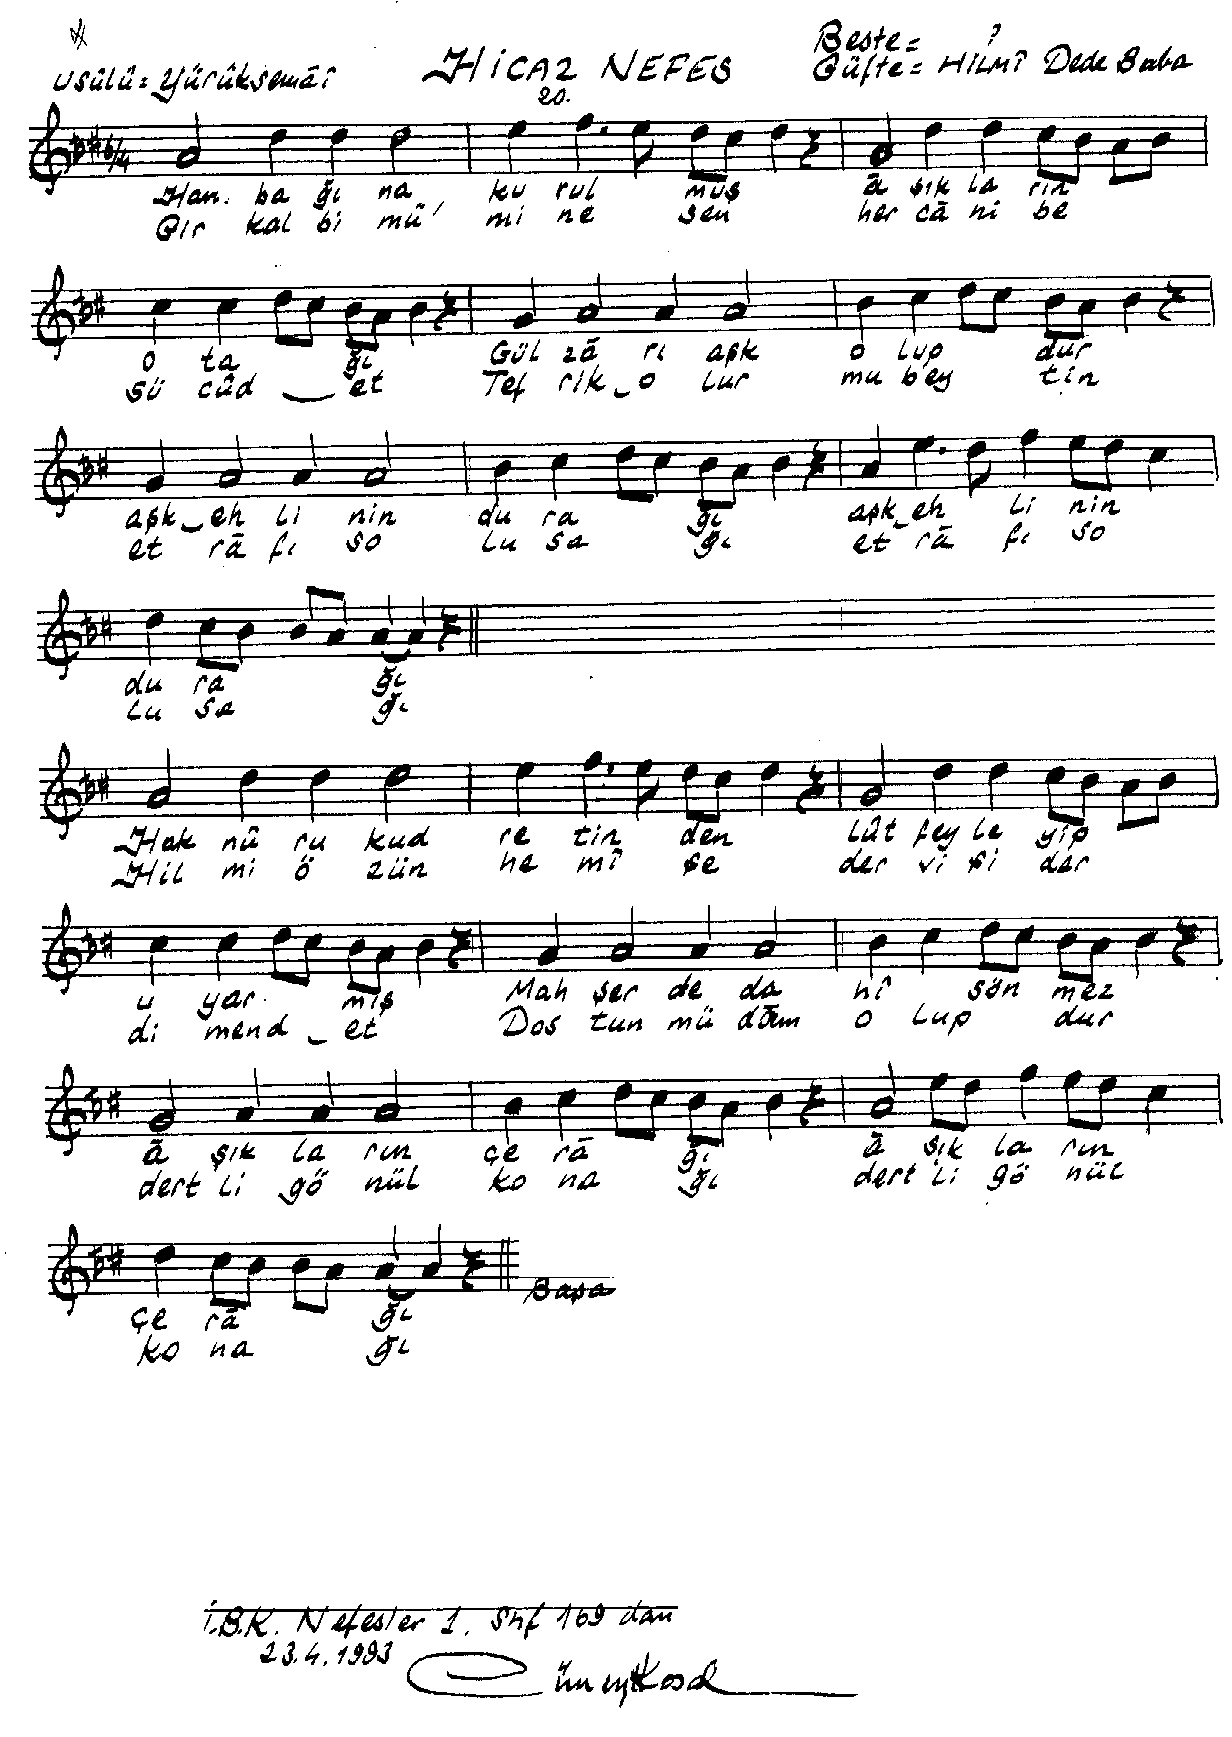 Beste = ?
Usûlü = Yürüksemâî HİCAZ NEFES Güfte = HİLMÎ Dede Baba
20.
6/4
Han. ba ğı na ku rul muş â şık la rın
Gir kal bi mü' mi ne sen her câ ni be
o ta ğı Gül zâ rı aşk o lup dur
sü cûd et Tef rik o lur mu bey tin
aşk eh li nin du ra ğı aşk eh li nin
et râ fı so lu sa ğı et râ fı so
du ra ğı
lu sa ğı
Hak nû ru kud re tin den lût fey le yip
Hil mi ö zün he mî şe der vi şi der
u yar mış Mah şer de da hî sön mez
di mend et Dos tun mü dâm o lup dur
â şık la rın çe râ ğı â şık la rın
dert li gö nül ko na ğı dert li gö nül
çe râ ğı Başa
ko na ğı
İ.B.K. Nefesler 1. Shf 169 dan
23.4.1993
Cüneyt Kosal